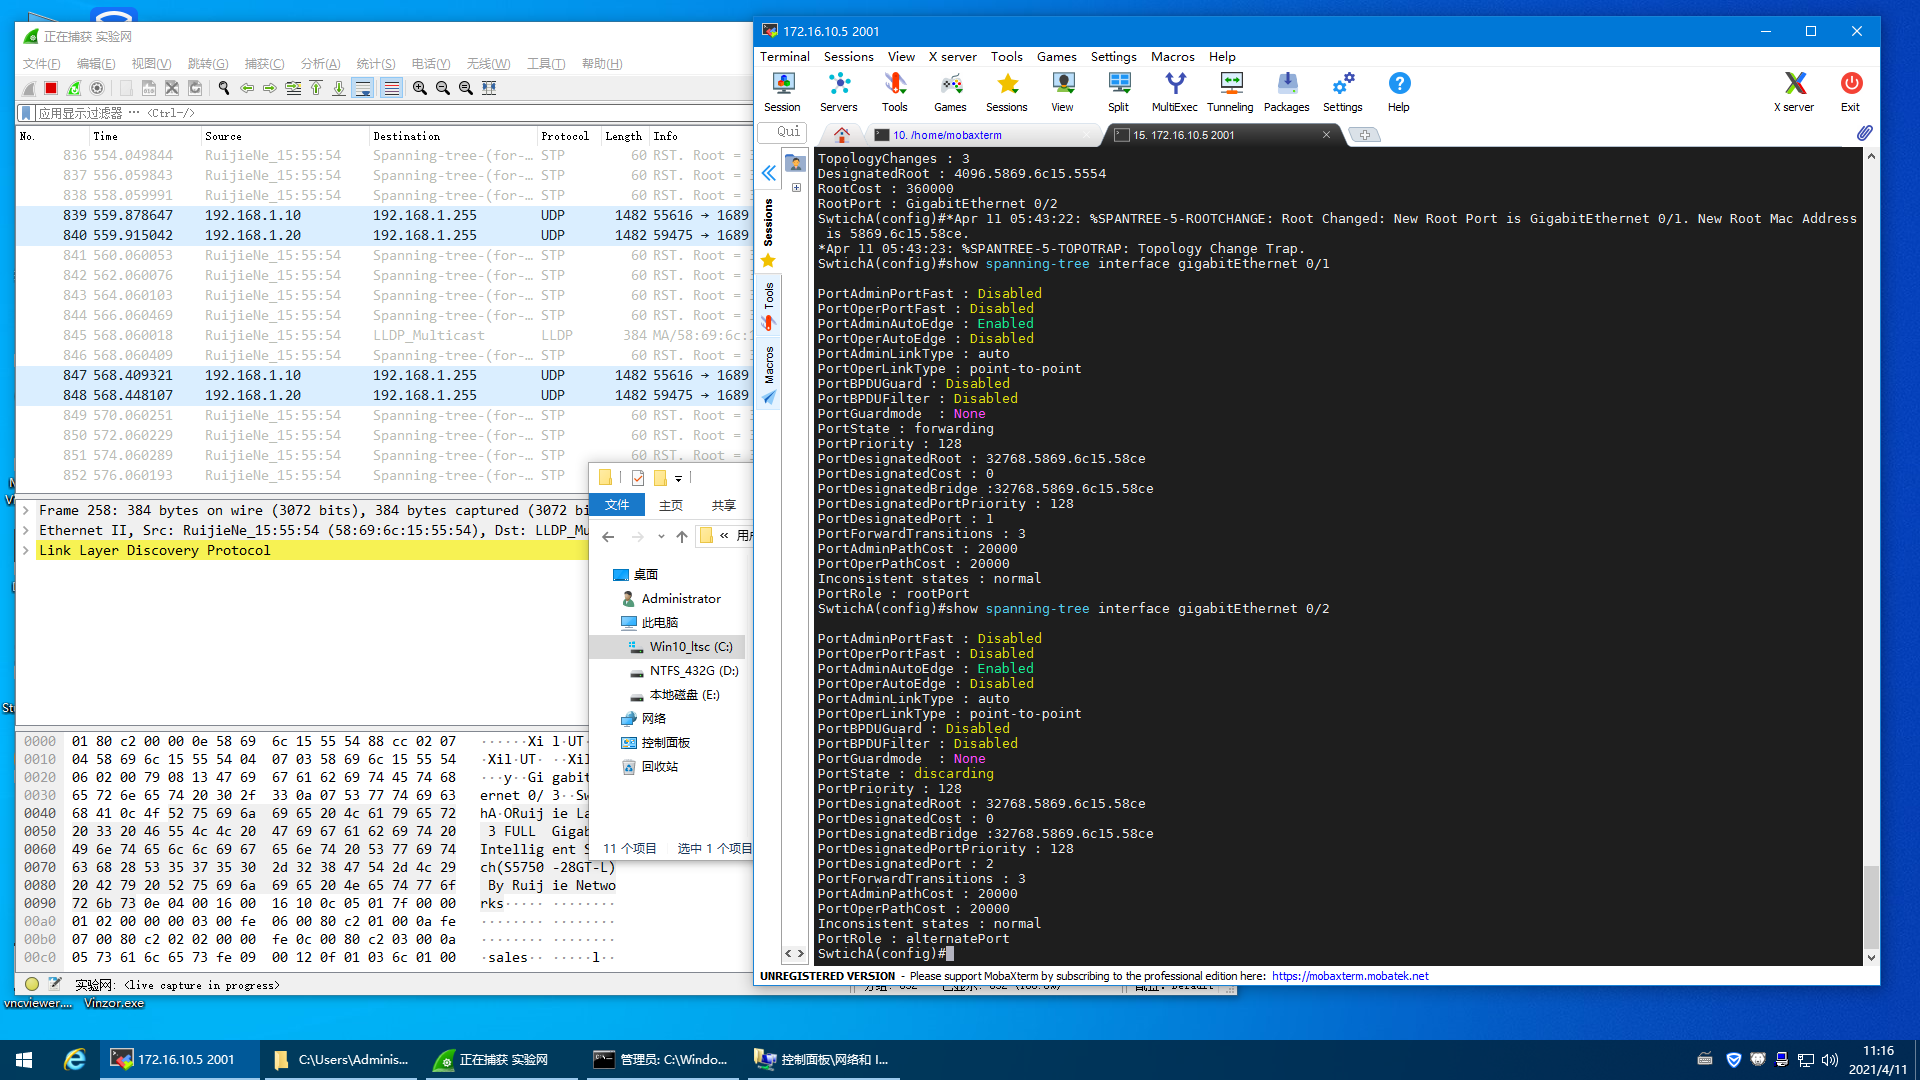 正在捕获 实验网
文件(F) 编辑(E) 视图(V) 跳转(G) 捕获(C) 分析(A) 统计(S) 电话(Y) 无线(W) 工具(T) 帮助(H)
应用显示过滤器 … <Ctrl-/>
No. Time Source Destination Protocol Length Info
836 554.049844 RuijieNe_15:55:54 Spanning-tree-(for-… STP 60 RST. Root = 3
837 556.059843 RuijieNe_15:55:54 Spanning-tree-(for-… STP 60 RST. Root = 3
838 558.059991 RuijieNe_15:55:54 Spanning-tree-(for-… STP 60 RST. Root = 3
839 559.878647 192.168.1.10 192.168.1.255 UDP 1482 55616 → 1689
840 559.915042 192.168.1.20 192.168.1.255 UDP 1482 59475 → 1689
841 560.060053 RuijieNe_15:55:54 Spanning-tree-(for-… STP 60 RST. Root = 3
842 562.060076 RuijieNe_15:55:54 Spanning-tree-(for-… STP 60 RST. Root = 3
843 564.060103 RuijieNe_15:55:54 Spanning-tree-(for-… STP 60 RST. Root = 3
844 566.060469 RuijieNe_15:55:54 Spanning-tree-(for-… STP 60 RST. Root = 3
845 568.060018 RuijieNe_15:55:54 LLDP_Multicast LLDP 384 MA/58:69:6c:1
846 568.060409 RuijieNe_15:55:54 Spanning-tree-(for-… STP 60 RST. Root = 3
847 568.409321 192.168.1.10 192.168.1.255 UDP 1482 55616 → 1689
848 568.448107 192.168.1.20 192.168.1.255 UDP 1482 59475 → 1689
849 570.060251 RuijieNe_15:55:54 Spanning-tree-(for-… STP 60 RST. Root = 3
850 572.060229 RuijieNe_15:55:54 Spanning-tree-(for-… STP 60 RST. Root = 3
851 574.060289 RuijieNe_15:55:54 Spanning-tree-(for-… STP 60 RST. Root = 3
852 576.060193 RuijieNe_15:55:54 Spanning-tree-(for-… STP
Frame 258: 384 bytes on wire (3072 bits), 384 bytes captured (3072 bi
Ethernet II, Src: RuijieNe_15:55:54 (58:69:6c:15:55:54), Dst: LLDP_Mu
Link Layer Discovery Protocol
0000 01 80 c2 00 00 0e 58 69 6c 15 55 54 88 cc 02 07 ······Xi l·UT·
0010 04 58 69 6c 15 55 54 04 07 03 58 69 6c 15 55 54 ·Xil·UT· ··Xil
0020 06 02 00 79 08 13 47 69 67 61 62 69 74 45 74 68 ···y··Gi gabit
0030 65 72 6e 65 74 20 30 2f 33 0a 07 53 77 74 69 63 ernet 0/ 3··Sw
0040 68 41 0c 4f 52 75 69 6a 69 65 20 4c 61 79 65 72 hA·ORuij ie La
0050 20 33 20 46 55 4c 4c 20 47 69 67 61 62 69 74 20 3 FULL Gigab
0060 49 6e 74 65 6c 6c 69 67 65 6e 74 20 53 77 69 74 Intellig ent S
0070 63 68 28 53 35 37 35 30 2d 32 38 47 54 2d 4c 29 ch(S5750 -28GT-L)
0080 20 42 79 20 52 75 69 6a 69 65 20 4e 65 74 77 6f By Ruij ie Netwo
0090 72 6b 73 0e 04 00 16 00 16 10 0c 05 01 7f 00 00 rks····· ········
00a0 01 02 00 00 00 03 00 fe 06 00 80 c2 01 00 0a fe ········ ········
00b0 07 00 80 c2 02 02 00 00 fe 0c 00 80 c2 03 00 0a ········ ········
00c0 05 73 61 6c 65 73 fe 09 00 12 0f 01 03 6c 01 00 ·sales·· ·····l··
实验网: <live capture in progress>
vncviewer.... Vinzor.exe
文件 主页 共享
« 用户
桌面
Administrator
此电脑
Win10_ltsc (C:)
NTFS_432G (D:)
本地磁盘 (E:)
网络
控制面板
回收站
11 个项目 选中 1 个项目
172.16.10.5 2001
Terminal Sessions View X server Tools Games Settings Macros Help
Session Servers Tools Games Sessions View Split MultiExec Tunneling Packages Settings Help X server Exit
Qui
10. /home/mobaxterm
15. 172.16.10.5 2001
Sessions
Tools
Macros
TopologyChanges : 3
DesignatedRoot : 4096.5869.6c15.5554
RootCost : 360000
RootPort : GigabitEthernet 0/2
SwtichA(config)#*Apr 11 05:43:22: %SPANTREE-5-ROOTCHANGE: Root Changed: New Root Port is GigabitEthernet 0/1. New Root Mac Address
is 5869.6c15.58ce.
*Apr 11 05:43:23: %SPANTREE-5-TOPOTRAP: Topology Change Trap.
SwtichA(config)#show spanning-tree interface gigabitEthernet 0/1
PortAdminPortFast : Disabled
PortOperPortFast : Disabled
PortAdminAutoEdge : Enabled
PortOperAutoEdge : Disabled
PortAdminLinkType : auto
PortOperLinkType : point-to-point
PortBPDUGuard : Disabled
PortBPDUFilter : Disabled
PortGuardmode  : None
PortState : forwarding
PortPriority : 128
PortDesignatedRoot : 32768.5869.6c15.58ce
PortDesignatedCost : 0
PortDesignatedBridge :32768.5869.6c15.58ce
PortDesignatedPortPriority : 128
PortDesignatedPort : 1
PortForwardTransitions : 3
PortAdminPathCost : 20000
PortOperPathCost : 20000
Inconsistent states : normal
PortRole : rootPort
SwtichA(config)#show spanning-tree interface gigabitEthernet 0/2
PortAdminPortFast : Disabled
PortOperPortFast : Disabled
PortAdminAutoEdge : Enabled
PortOperAutoEdge : Disabled
PortAdminLinkType : auto
PortOperLinkType : point-to-point
PortBPDUGuard : Disabled
PortBPDUFilter : Disabled
PortGuardmode  : None
PortState : discarding
PortPriority : 128
PortDesignatedRoot : 32768.5869.6c15.58ce
PortDesignatedCost : 0
PortDesignatedBridge :32768.5869.6c15.58ce
PortDesignatedPortPriority : 128
PortDesignatedPort : 2
PortForwardTransitions : 3
PortAdminPathCost : 20000
PortOperPathCost : 20000
Inconsistent states : normal
PortRole : alternatePort
SwtichA(config)#
UNREGISTERED VERSION - Please support MobaXterm by subscribing to the professional edition here: https://mobaxterm.mobatek.net
172.16.10.5 2001
C:\Users\Adminis...
正在捕获 实验网
管理员: C:\Windo...
控制面板\网络和 I...
11:16
2021/4/11